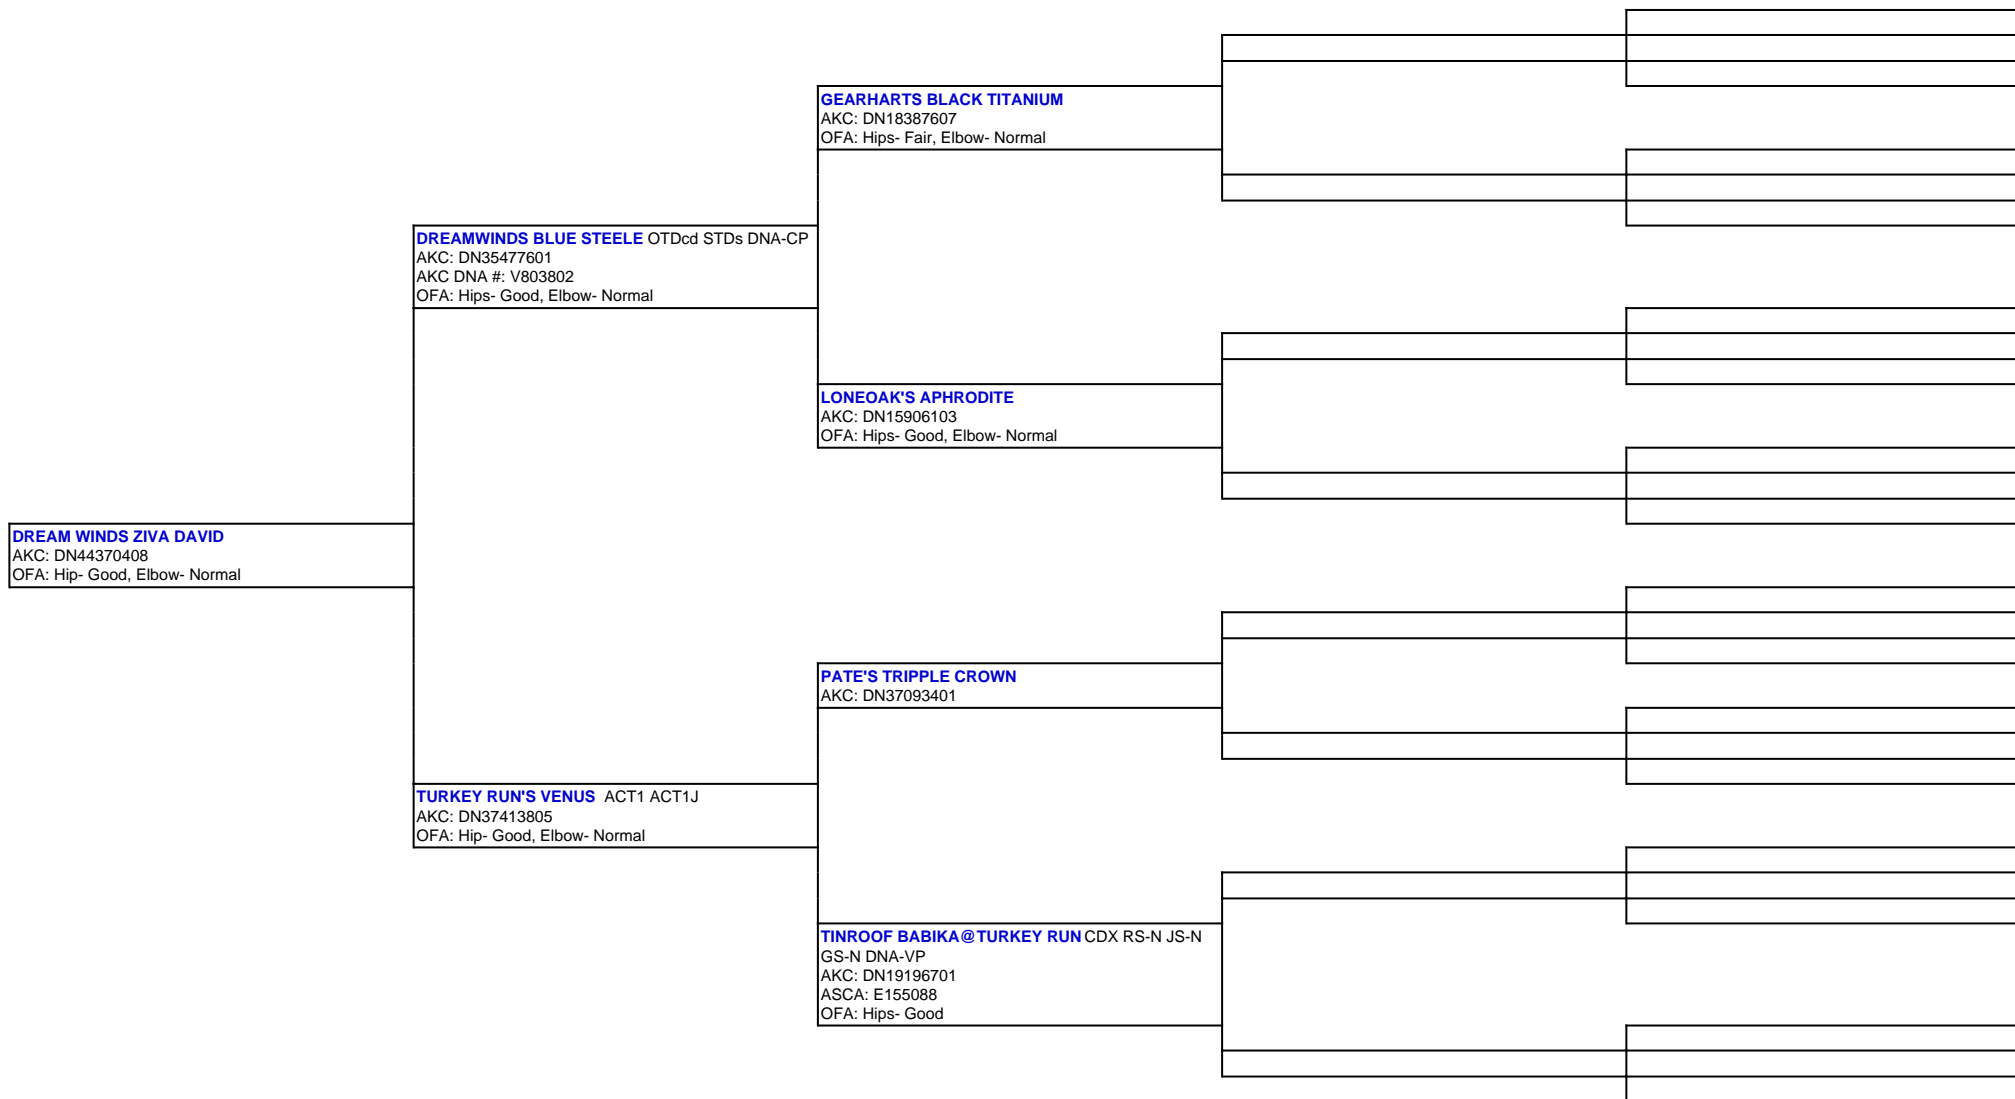 GEARHARTS BLACK TITANIUM
AKC: DN18387607
OFA: Hips- Fair, Elbow- Normal
DREAMWINDS BLUE STEELE OTDcd STDs DNA-CP
AKC: DN35477601
AKC DNA #: V803802
OFA: Hips- Good, Elbow- Normal
LONEOAK'S APHRODITE
AKC: DN15906103
OFA: Hips- Good, Elbow- Normal
DREAM WINDS ZIVA DAVID
AKC: DN44370408
OFA: Hip- Good, Elbow- Normal
PATE'S TRIPPLE CROWN
AKC: DN37093401
TURKEY RUN'S VENUS ACT1 ACT1J
AKC: DN37413805
OFA: Hip- Good, Elbow- Normal
TINROOF BABIKA@TURKEY RUN CDX RS-N JS-N
GS-N DNA-VP
AKC: DN19196701
ASCA: E155088
OFA: Hips- Good